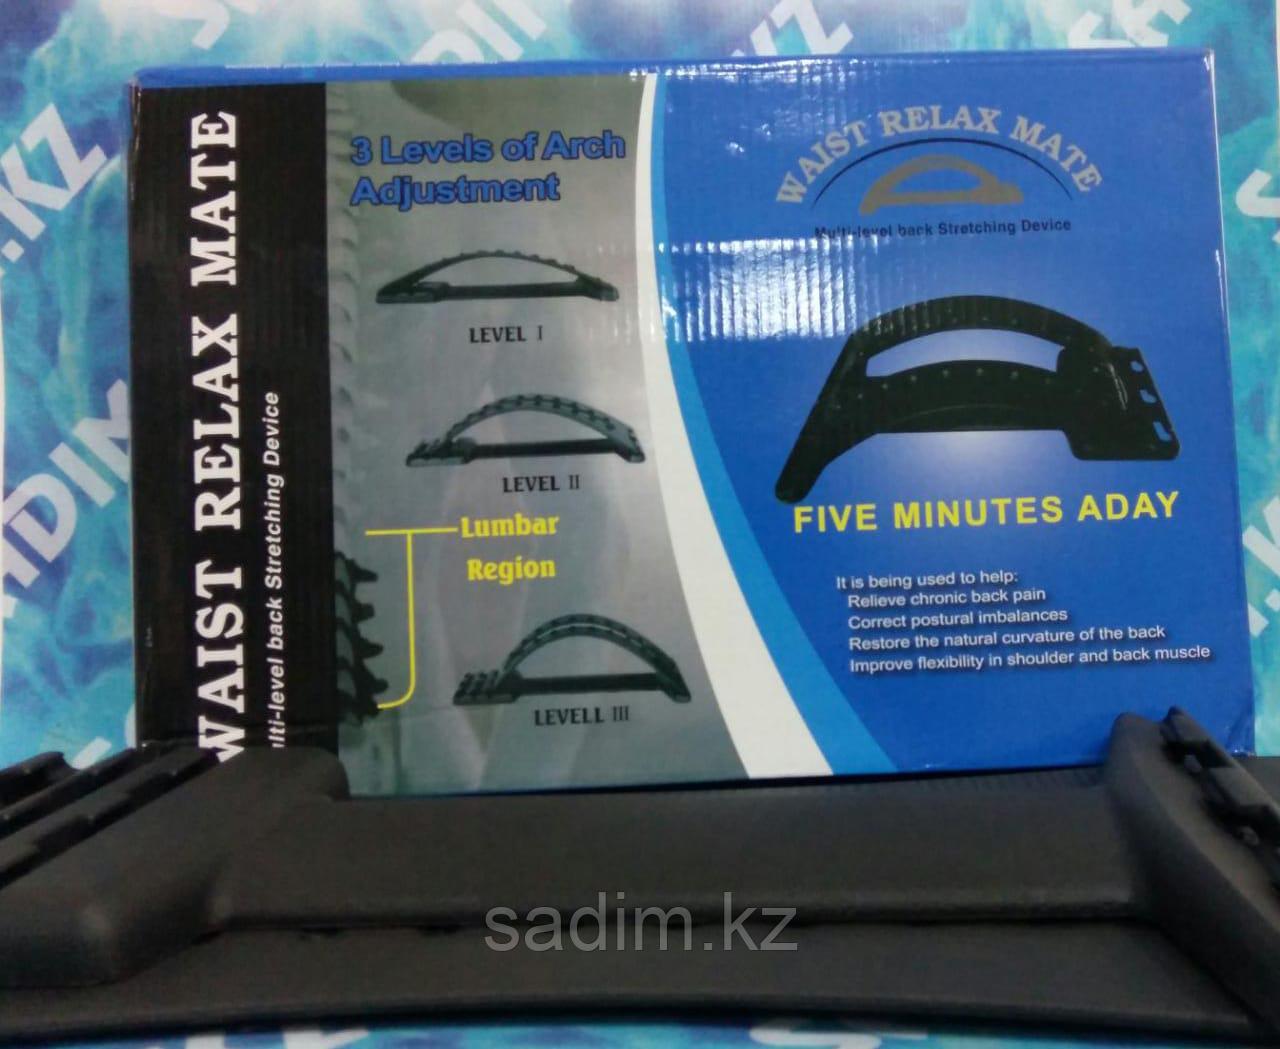 WAIST RELAX MATE
ulti-level back Stretching Device
3 Levels of Arch
Adjustment
LEVEL I
LEVEL II
Lumbar
Region
LEVELL III
WAIST RELAX MATE
Multi-level back Stretching Device
FIVE MINUTES ADAY
It is being used to help:
Relieve chronic back pain
Correct postural imbalances
Restore the natural curvature of the back
Improve flexibility in shoulder and back muscle
sadim.kz